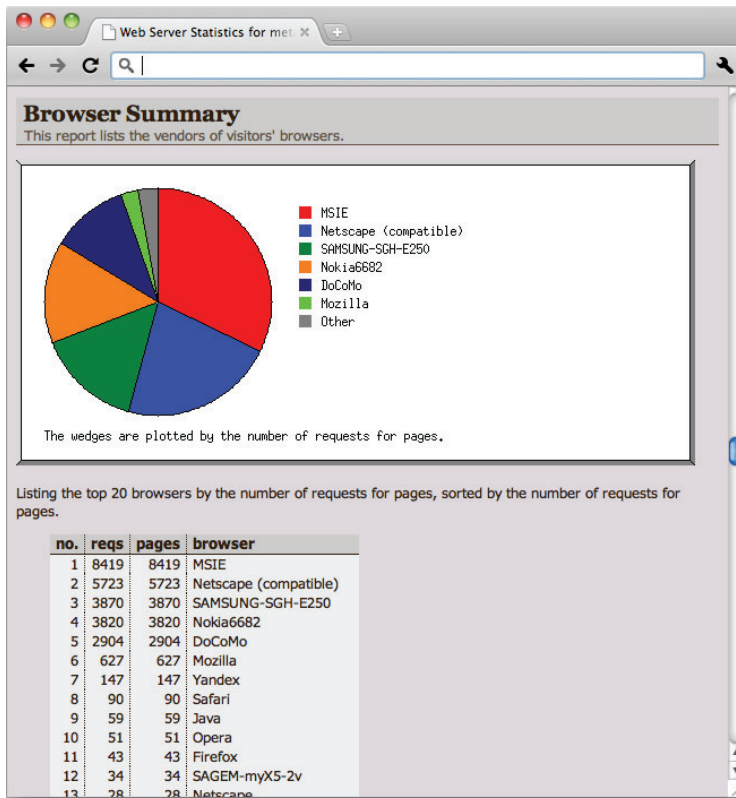 Web Server Statistics for met
Browser Summary
This report lists the vendors of visitors' browsers.
MSIE
Netscape (compatible)
SAMSUNG-SGH-E250
Nokia6682
DoCoMo
Mozilla
Other
The wedges are plotted by the number of requests for pages.
Listing the top 20 browsers by the number of requests for pages, sorted by the number of requests for
pages.
no. reqs pages browser
1 8419 8419 MSIE
2 5723 5723 Netscape (compatible)
3 3870 3870 SAMSUNG-SGH-E250
4 3820 3820 Nokia6682
5 2904 2904 DoCoMo
6 627 627 Mozilla
7 147 147 Yandex
8 90 90 Safari
9 59 59 Java
10 51 51 Opera
11 43 43 Firefox
12 34 34 SAGEM-myX5-2v
13 28 28 Netscape